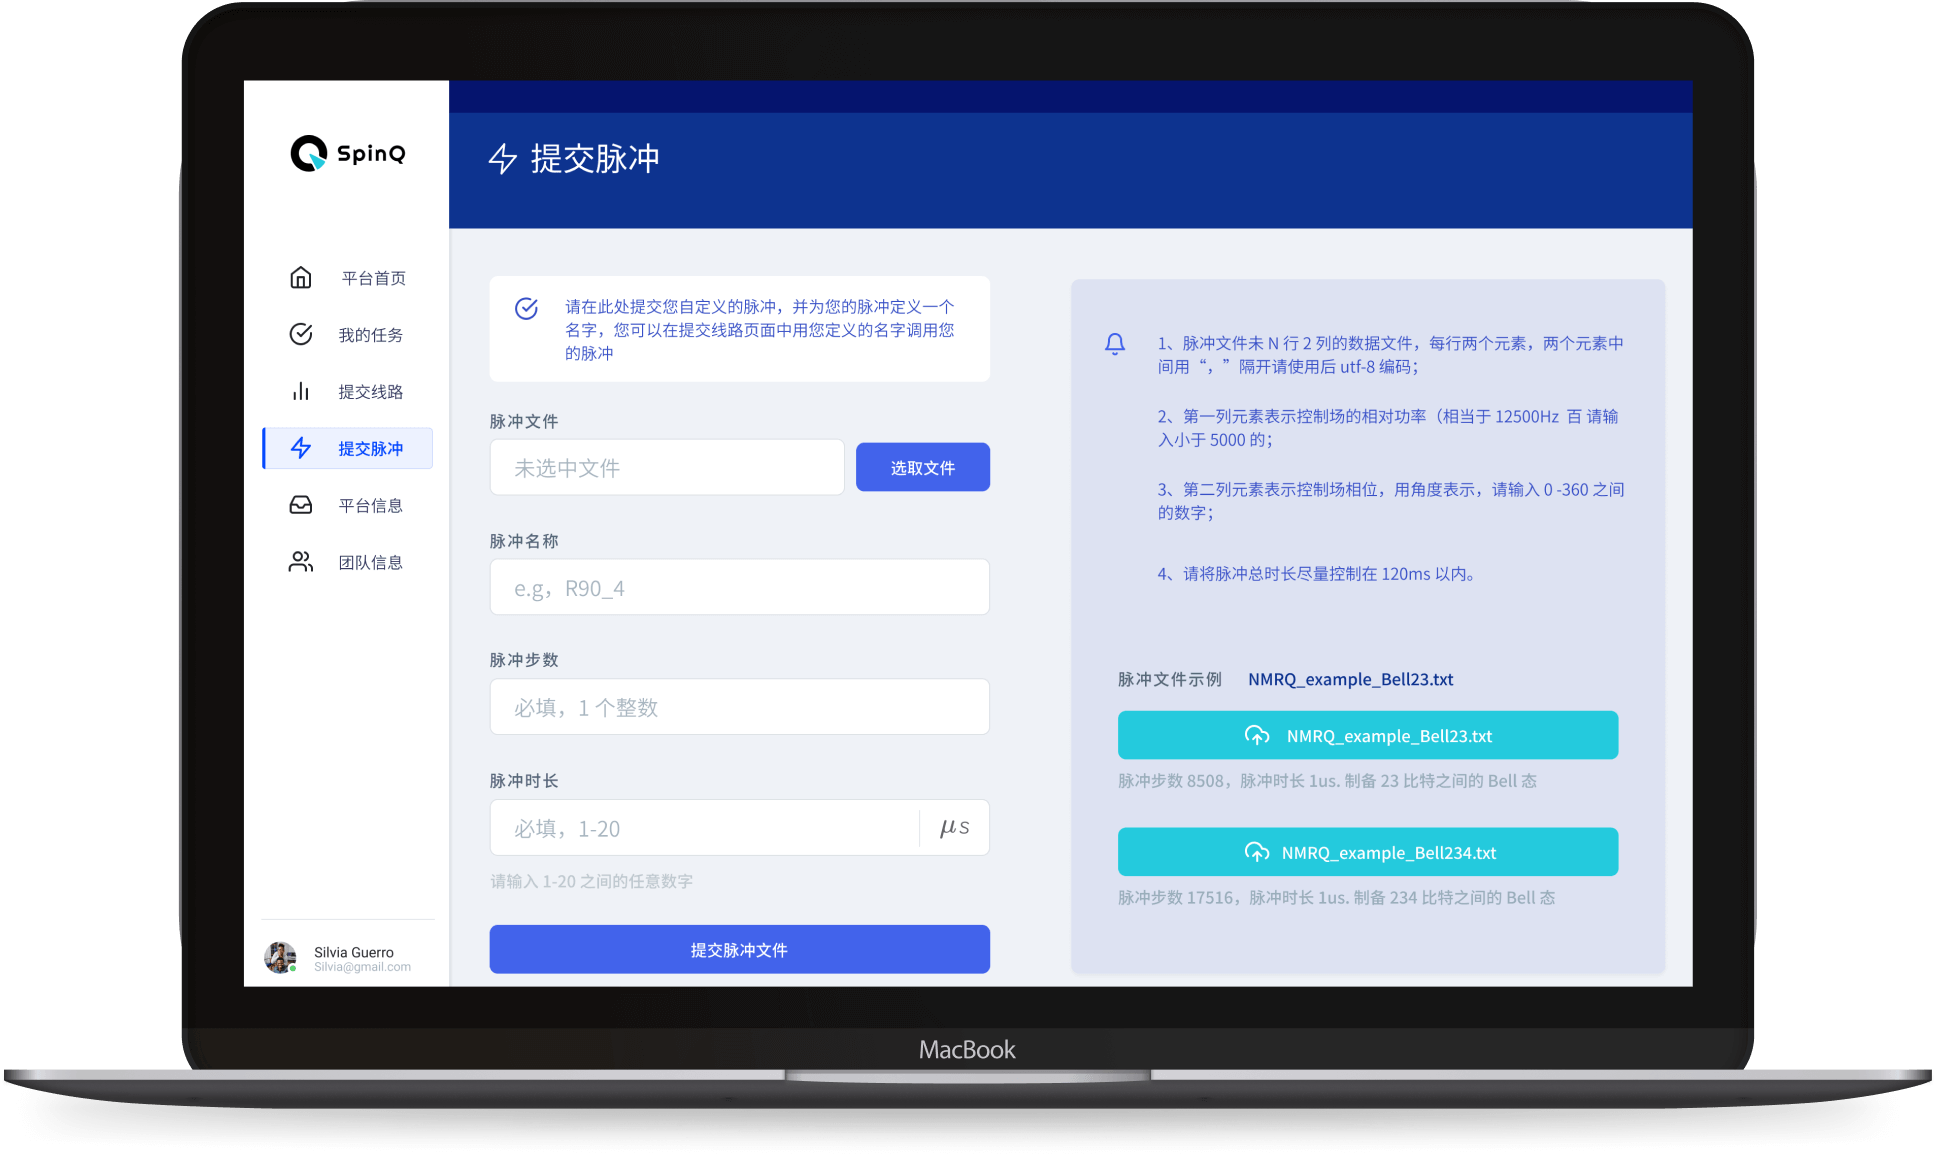 SpinQ
平台首页
我的任务
提交线路
提交脉冲
平台信息
团队信息
Silvia Guerro
Silvia@gmail.com
提交脉冲
请在此处提交您自定义的脉冲，并为您的脉冲定义一个
名字，您可以在提交线路页面中用您定义的名字调用您
的脉冲
脉冲文件
未选中文件
选取文件
脉冲名称
e.g，R90_4
脉冲步数
必填，1 个整数
脉冲时长
必填，1-20
μs
请输入 1-20 之间的任意数字
提交脉冲文件
1、脉冲文件未 N 行 2 列的数据文件，每行两个元素，两个元素中
间用“，”隔开请使用后 utf-8 编码；
2、第一列元素表示控制场的相对功率（相当于 12500Hz 百 请输
入小于 5000 的；
3、第二列元素表示控制场相位，用角度表示，请输入 0 -360 之间
的数字；
4、请将脉冲总时长尽量控制在 120ms 以内。
脉冲文件示例 NMRQ_example_Bell23.txt
NMRQ_example_Bell23.txt
脉冲步数 8508，脉冲时长 1us. 制备 23 比特之间的 Bell 态
NMRQ_example_Bell234.txt
脉冲步数 17516，脉冲时长 1us. 制备 234 比特之间的 Bell 态
MacBook